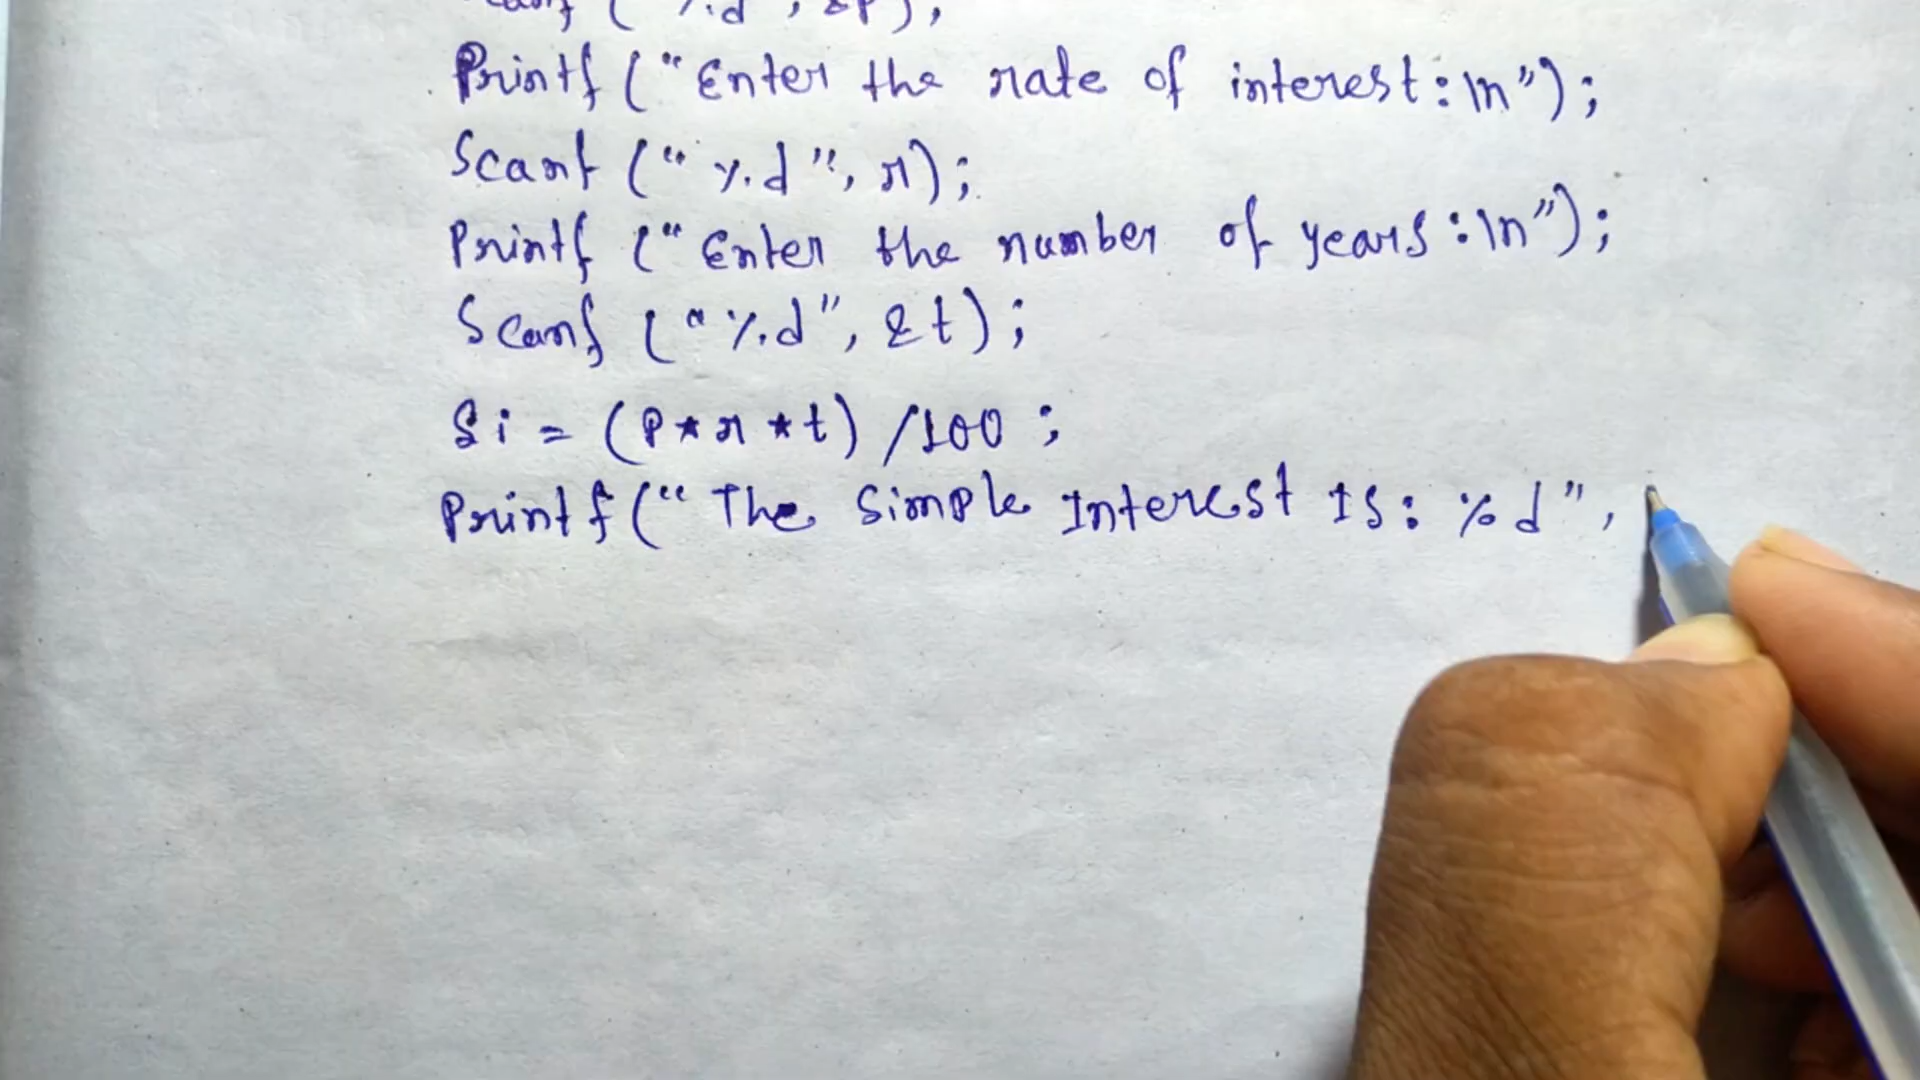 Scanf ("%d", &P);
Printf ("Enter the rate of interest:\n");
Scanf ("%d", r);
Printf ("Enter the number of years:\n");
Scanf ("%d", &t);
Si = (P*r*t) /100 ;
Printf ("The Simple Interest Is: %d",